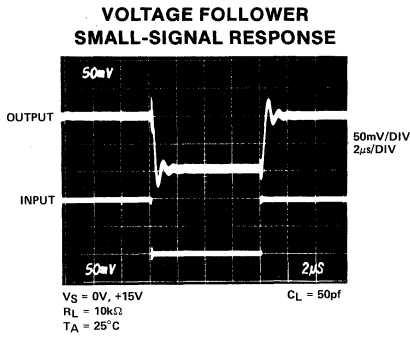 VOLTAGE FOLLOWER
SMALL-SIGNAL RESPONSE
50mV
OUTPUT
50mV/DIV
2µs/DIV
INPUT
50mV
2µS
VS = 0V, +15V
CL = 50pf
RL = 10kΩ
TA = 25°C